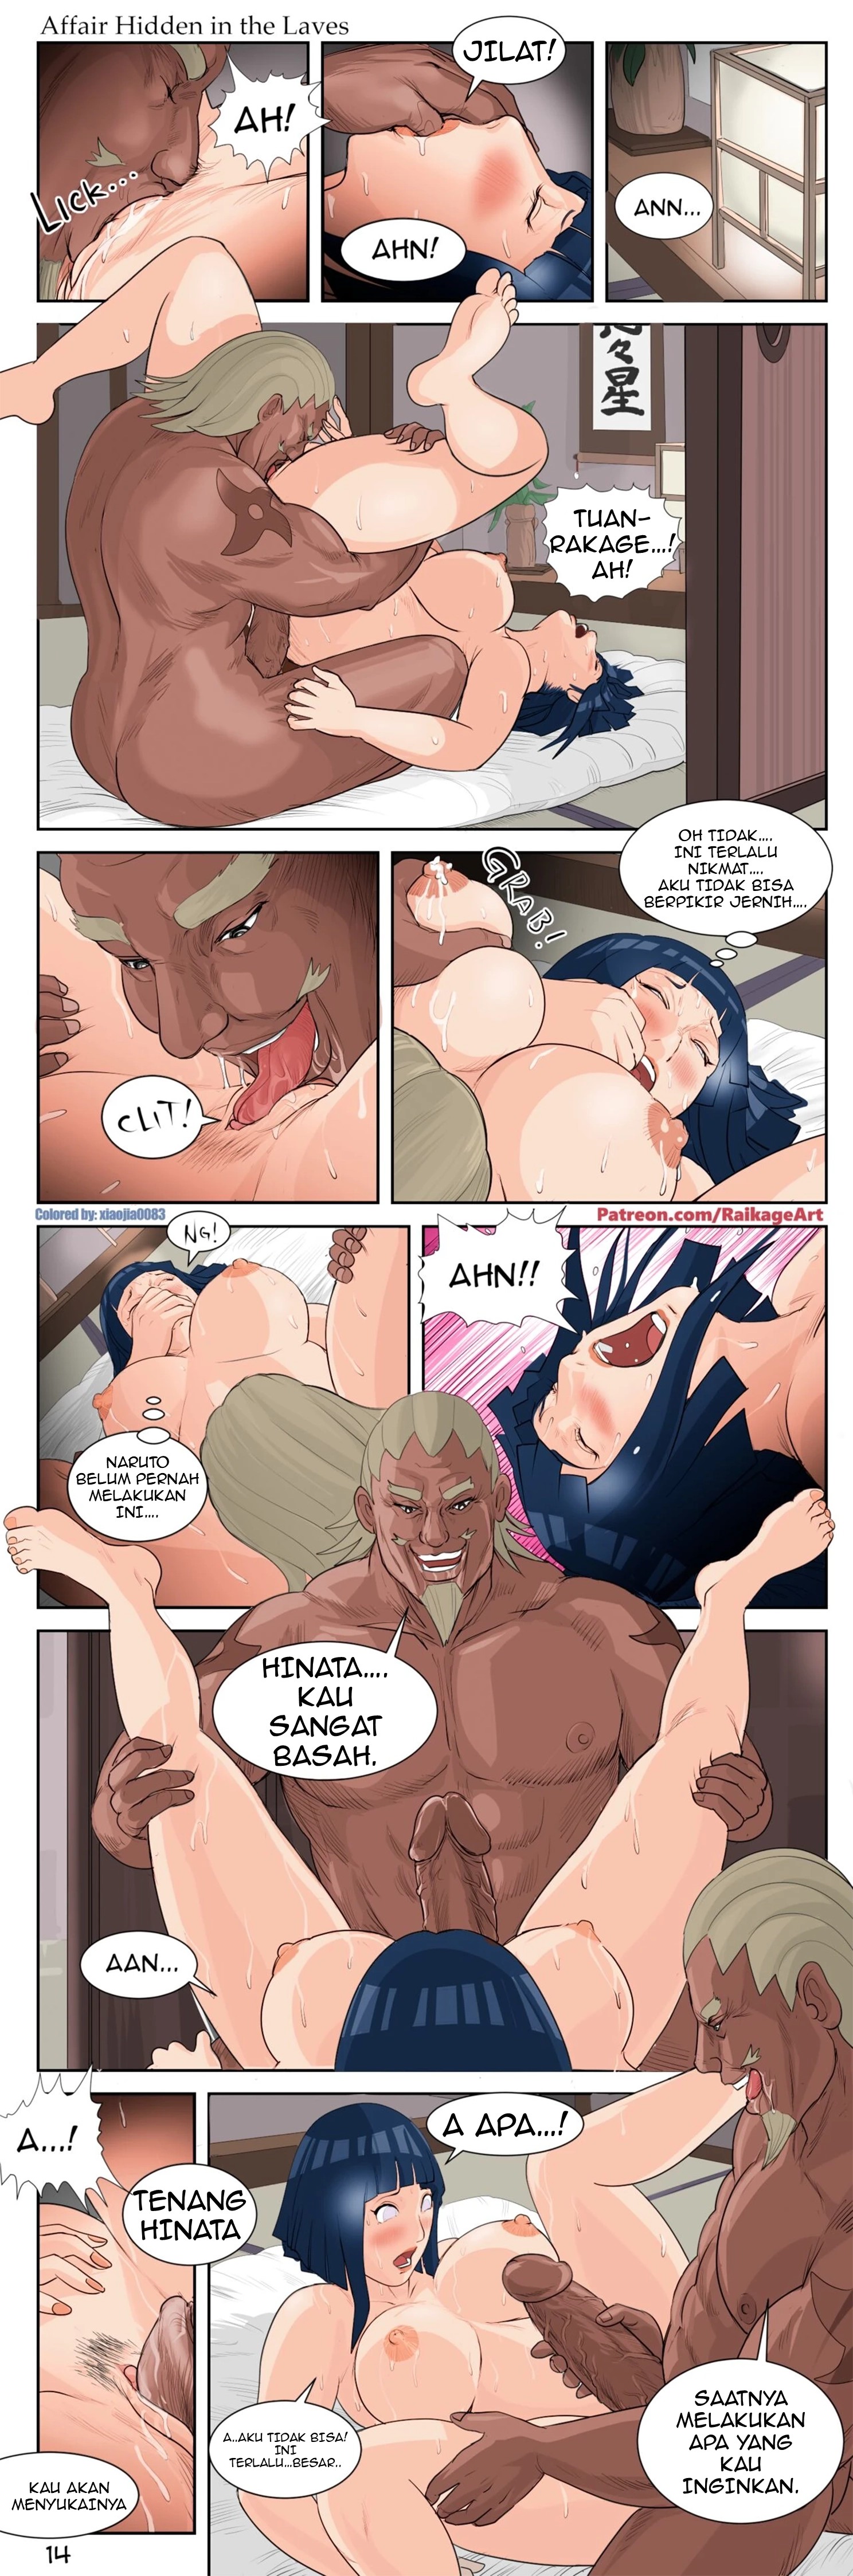 Affair Hidden in the Laves
AH!
LICK...
JILAT!
AHN!
ANN...
星
TUAN-
RAKAGE...!
AH!
CLIT!
GRAB!
OH TIDAK....
INI TERLALU
NIKMAT....
AKU TIDAK BISA
BERPIKIR JERNIH....
Colored by: xiaojia0083
Patreon.com/RaikageArt
NG!
NARUTO
BELUM PERNAH
MELAKUKAN
INI....
AHN!!
HINATA....
KAU
SANGAT
BASAH.
AAN...
A...!
TENANG
HINATA
KAU AKAN
MENYUKAINYA
A APA...!
A..AKU TIDAK BISA!
INI
TERLALU...BESAR..
SAATNYA
MELAKUKAN
APA YANG
KAU
INGINKAN.
14